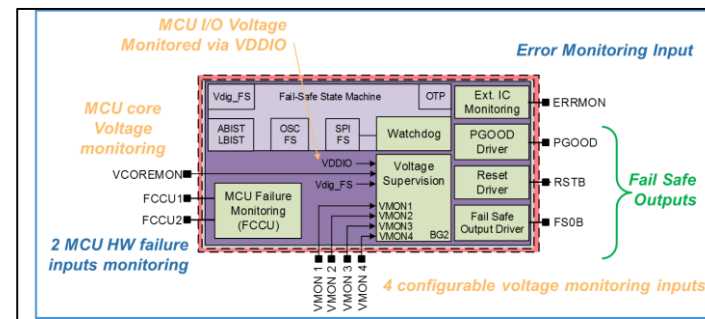 MCU I/O Voltage
Monitored via VDDIO
Error Monitoring Input
MCU core
Voltage
monitoring
Vdig_FS
Fail-Safe State Machine
OTP
Ext. IC
Monitoring
ERRMON
ABIST
LBIST
OSC
FS
SPI
FS
Watchdog
PGOOD
Driver
PGOOD
VCOREMON
FCCU1
FCCU2
VDDIO
Vdig_FS
Voltage
Supervision
VMON1
VMON2
VMON3
VMON4
BG2
MCU Failure
Monitoring
(FCCU)
Reset
Driver
RSTB
Fail Safe
Output Driver
FS0B
Fail Safe
Outputs
2 MCU HW failure
inputs monitoring
VMON 1
VMON 2
VMON 3
VMON 4
4 configurable voltage monitoring inputs